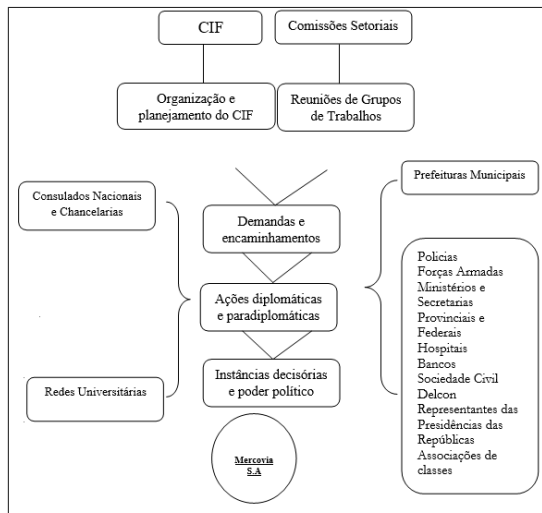 CIF
Comissões Setoriais
Organização e
planejamento do CIF
Reuniões de Grupos
de Trabalhos
Consulados Nacionais
e Chancelarias
Prefeituras Municipais
Demandas e
encaminhamentos
Ações diplomáticas
e paradiplomáticas
Instâncias decisórias
e poder político
Redes Universitárias
Policias
Forças Armadas
Ministérios e
Secretarias
Provinciais e
Federais
Hospitais
Bancos
Sociedade Civil
Delcon
Representantes das
Presidências das
Repúblicas
Associações de
classes
Mercovia
S.A